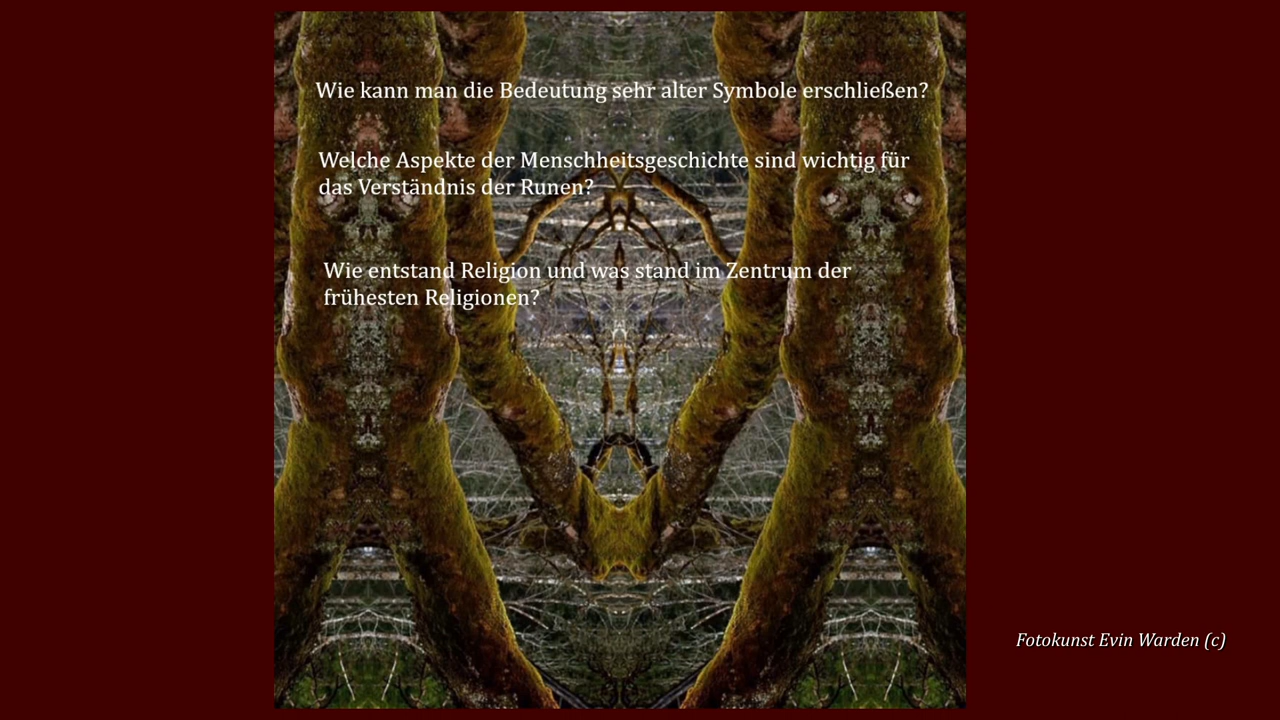 Wie kann man die Bedeutung sehr alter Symbole erschließen?
Welche Aspekte der Menschheitsgeschichte sind wichtig für
das Verständnis der Runen?
Wie entstand Religion und was stand im Zentrum der
frühesten Religionen?
Fotokunst Evin Warden (c)